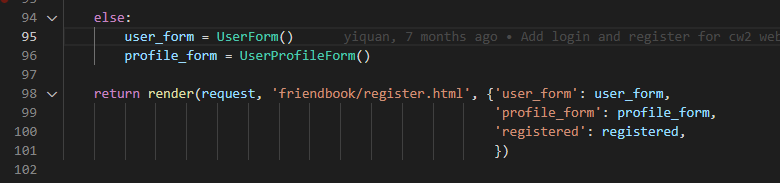 94 else:
95 user_form = UserForm() yiquan, 7 months ago • Add login and register for cw2 web
96 profile_form = UserProfileForm()
97
98 return render(request, 'friendbook/register.html', {'user_form': user_form,
99 'profile_form': profile_form,
100 'registered': registered,
101 })
102